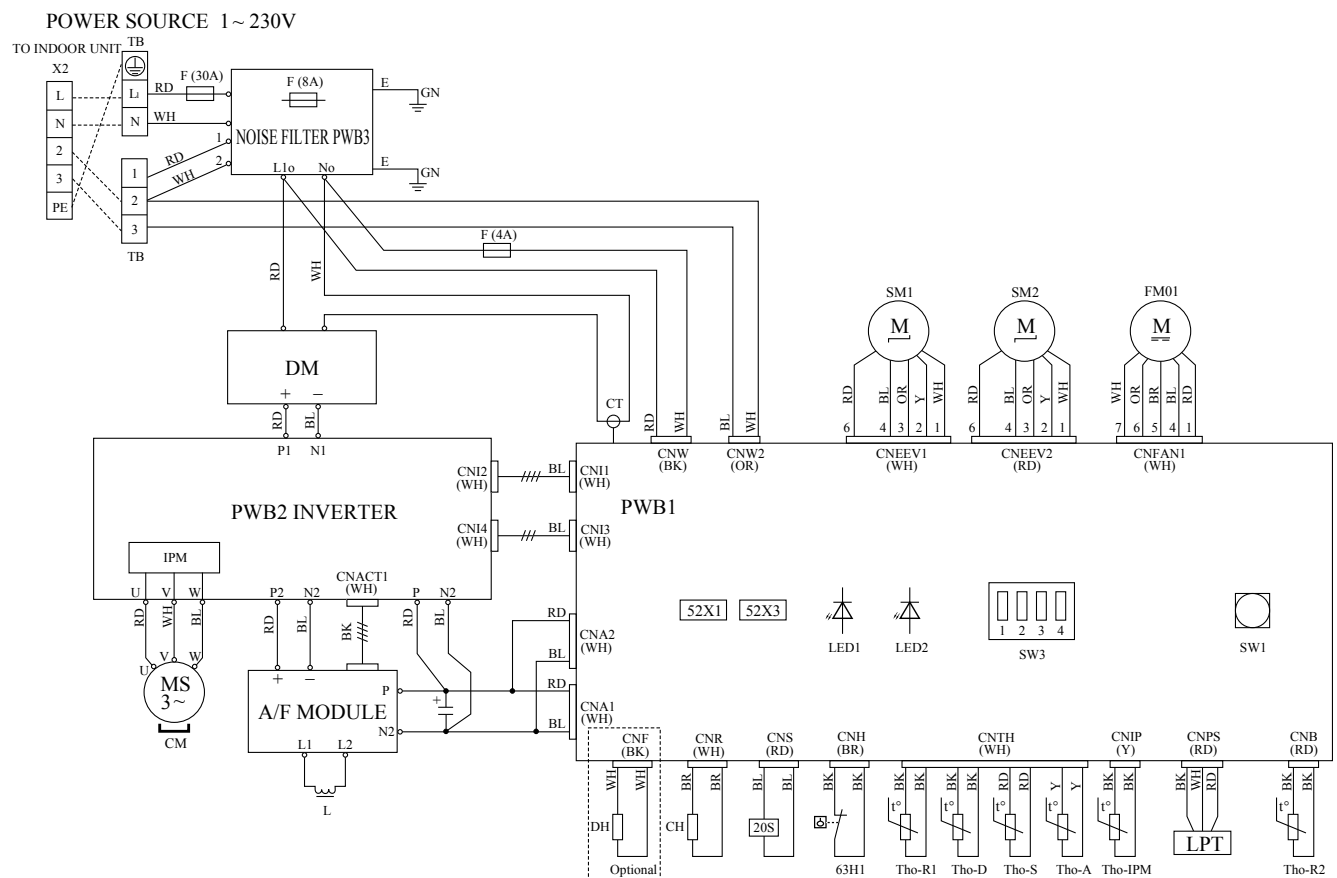 POWER SOURCE 1~ 230V
TO INDOOR UNIT
TB
X2
L
N
2
3
PE
L1
N
RD
F (30A)
WH
1
2
RD
WH
F (8A)
NOISE FILTER PWB3
L1o
No
E
GN
E
GN
1
2
3
TB
F (4A)
RD
WH
DM
+
−
RD
BL
P1
N1
CT
RD
WH
BL
WH
CNW
(BK)
CNW2
(OR)
SM1
M
RD
BL
OR
Y
WH
6
4
3
2
1
CNEEV1
(WH)
SM2
M
RD
BL
OR
Y
WH
6
4
3
2
1
CNEEV2
(RD)
FM01
M
WH
OR
BR
BL
RD
7
6
5
4
1
CNFAN1
(WH)
PWB2 INVERTER
CNI2
(WH)
BL
CNI1
(WH)
CNI4
(WH)
BL
CNI3
(WH)
PWB1
IPM
U
V
W
RD
WH
BL
U
V
W
MS
3~
CM
P2
N2
RD
BL
CNACT1
(WH)
BK
P
N2
RD
BL
+
−
A/F MODULE
P
N2
L1
L2
L
+
RD
BL
CNA2
(WH)
RD
BL
CNA1
(WH)
52X1
52X3
LED1
LED2
1
2
3
4
SW3
SW1
CNF
(BK)
WH
WH
DH
Optional
CNR
(WH)
BR
BR
CH
CNS
(RD)
BL
BL
20S
CNH
(BR)
BK
BK
63H1
CNTH
(WH)
BK
BK
BK
BK
RD
RD
Y
Y
t°
t°
t°
t°
Tho-R1
Tho-D
Tho-S
Tho-A
CNIP
(Y)
BK
BK
t°
Tho-IPM
CNPS
(RD)
BK
WH
RD
LPT
CNB
(RD)
BK
BK
t°
Tho-R2